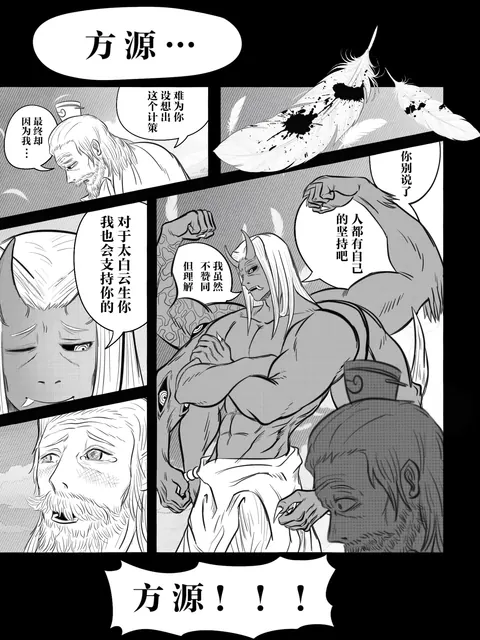 方源…
难为你
设想出
这个计策
最终却
因为我…
你别说了
人都有自己
的坚持吧
我虽然
不赞同
但理解
对于太白云生你
我也会支持你的
方源！！！